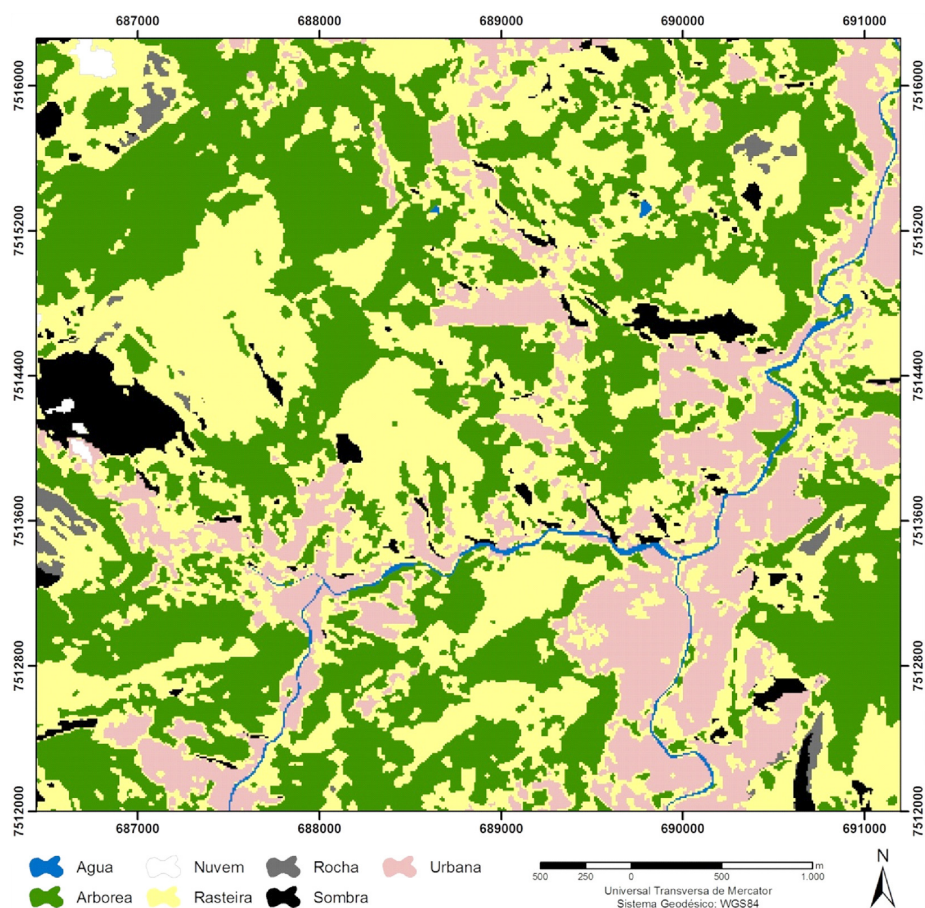 687000 688000 689000 690000 691000
7516000 7516000
7515200 7515200
7514400 7514400
7513600 7513600
7512800 7512800
7512000 7512000
687000 688000 689000 690000 691000
Agua Nuvem Rocha Urbana
Arborea Rasteira Sombra
500 250 0 500 1.000 m
Universal Transversa de Mercator
Sistema Geodésico: WGS84
N